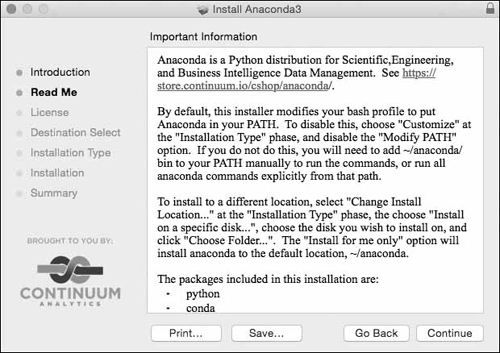 Install Anaconda3
Important Information
Introduction
Read Me
License
Destination Select
Installation Type
Installation
Summary
BROUGHT TO YOU BY:
CONTINUUM
ANALYTICS
Anaconda is a Python distribution for Scientific,Engineering,
and Business Intelligence Data Management.  See https://
store.continuum.io/cshop/anaconda/.
By default, this installer modifies your bash profile to put
Anaconda in your PATH.  To disable this, choose "Customize" at
the "Installation Type" phase, and disable the "Modify PATH"
option.  If you do not do this, you will need to add ~/anaconda/
bin to your PATH manually to run the commands, or run all
anaconda commands explicitly from that path.
To install to a different location, select "Change Install
Location..." at the "Installation Type" phase, the choose "Install
on a specific disk...", choose the disk you wish to install on, and
click "Choose Folder...".  The "Install for me only" option will
install anaconda to the default location, ~/anaconda.
The packages included in this installation are:
- python
- conda
Print...
Save...
Go Back
Continue